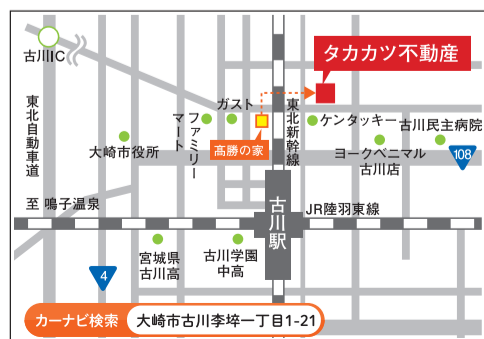 古川IC
タカカツ不動産
東北自動車道
ガスト
ファミリー
マート
東北新幹線
ケンタッキー
古川民主病院
大崎市役所
高勝の家
ヨークベニマル
古川店
108
至 鳴子温泉
古川駅
JR陸羽東線
宮城県
古川高
古川学園
中高
4
カーナビ検索
大崎市古川李埣一丁目1-21